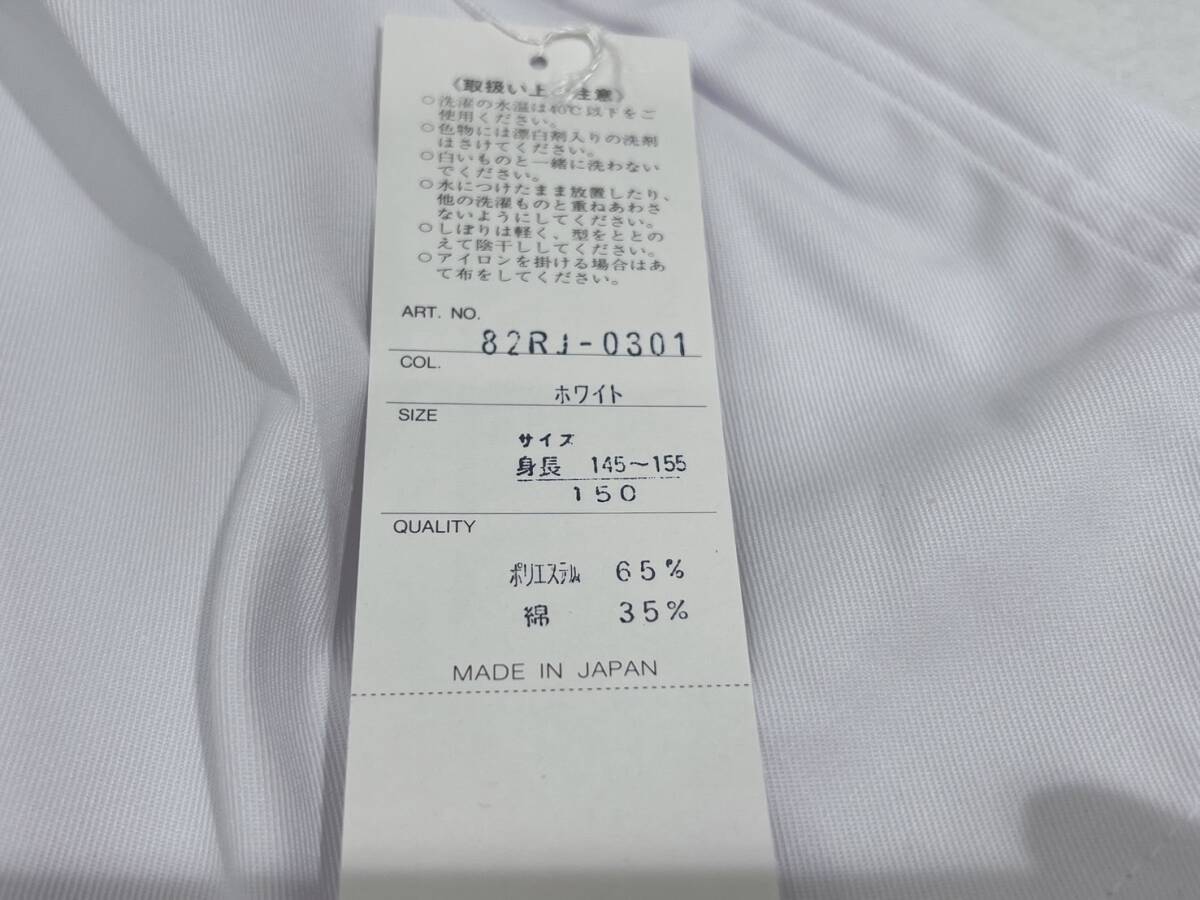 《取扱い上の注意》
○洗濯の水温は40℃以下をご
使用ください。
○色物には漂白剤入りの洗剤
はさけてください。
○白いものと一緒に洗わない
でください。
○水につけたまま放置したり、
他の洗濯ものと重ねあわさ
ないようにしてください。
○しぼりは軽く、型をととの
えて陰干ししてください。
○アイロンを掛ける場合はあ
て布をしてください。
ART. NO.
82RJ-0301
COL.
ホワイト
SIZE
サイズ
身長 145〜155
150
QUALITY
ポリエステル 65%
綿 35%
MADE IN JAPAN